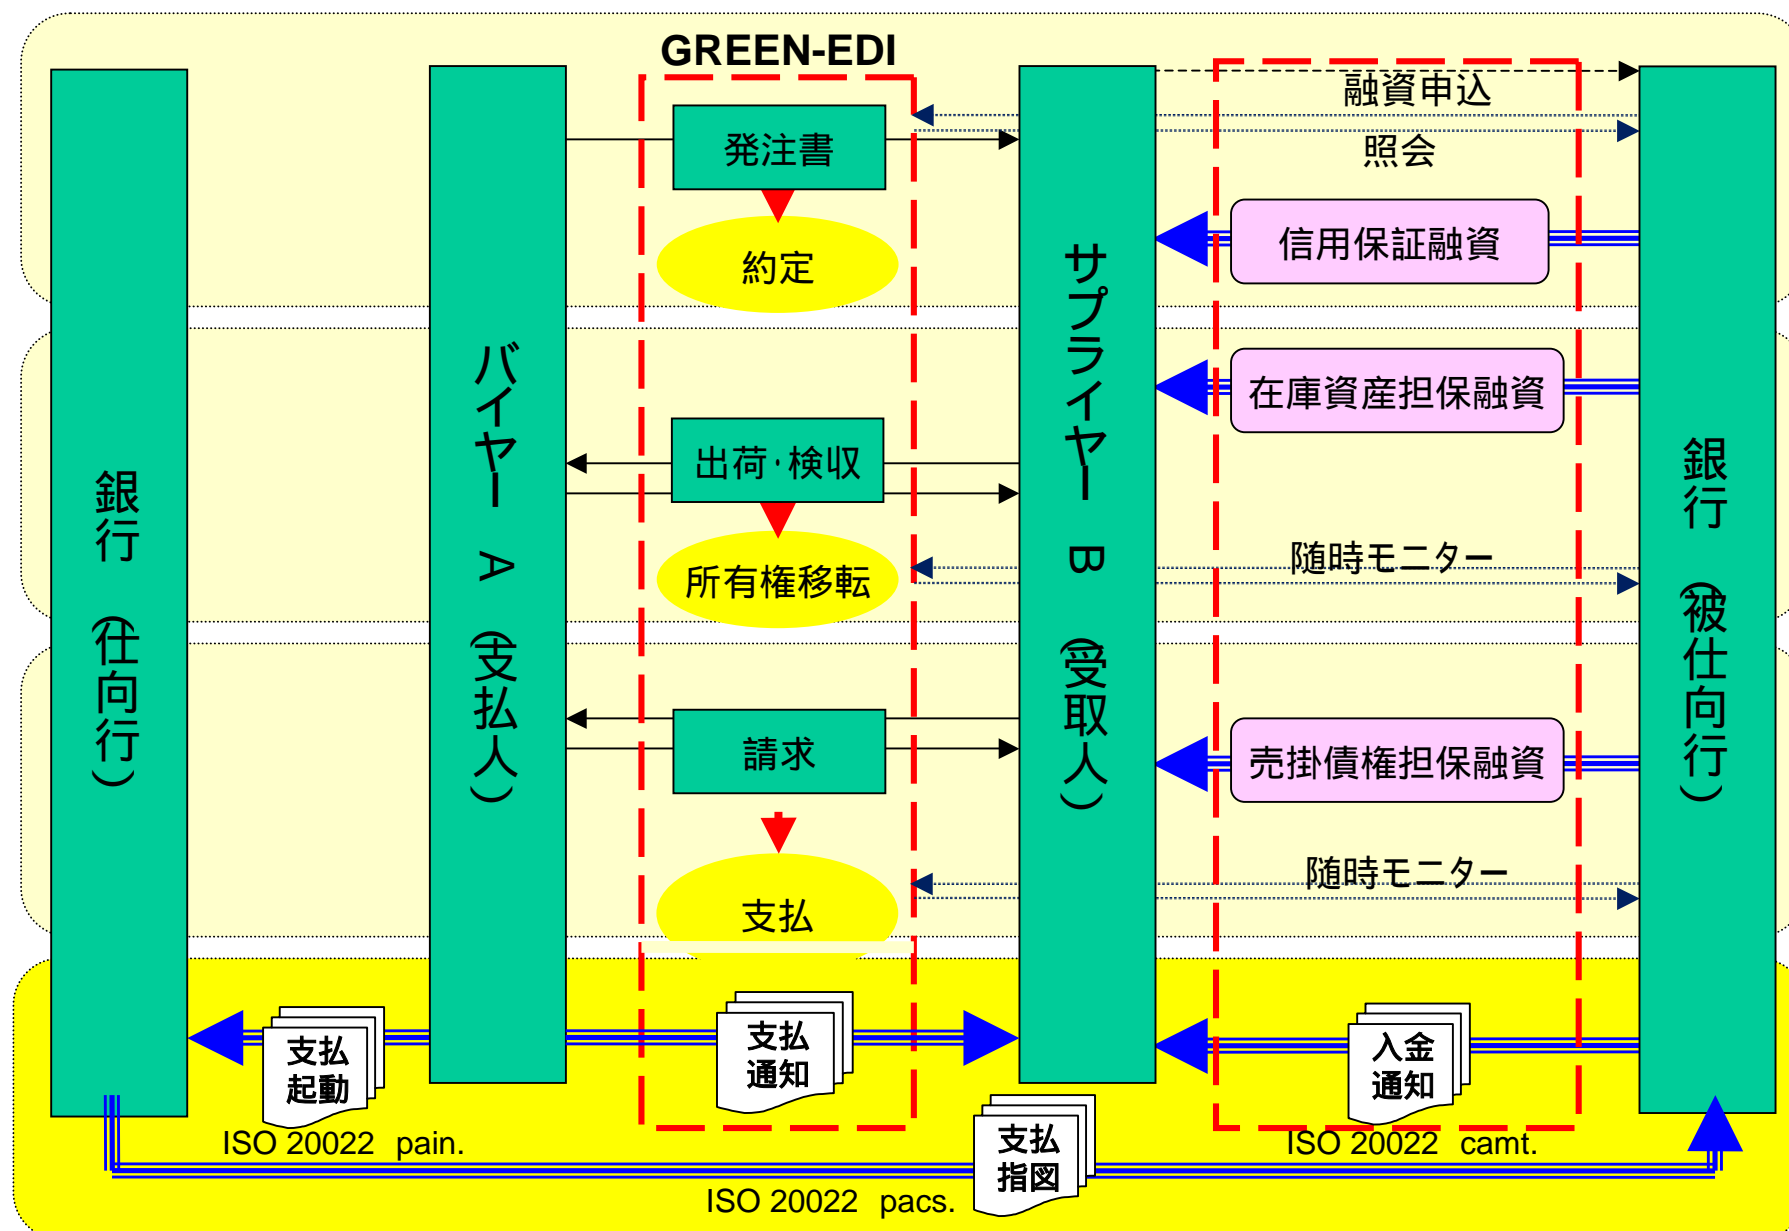 GREEN-EDI
融資申込
発注書
照会
信用保証融資
約定
在庫資産担保融資
出荷・検収
随時モニター
所有権移転
請求
売掛債権担保融資
随時モニター
支払
銀行 (仕向行)
バイヤー A (支払人)
サプライヤー B (受取人)
銀行 (被仕向行)
支払
起動
支払
通知
入金
通知
ISO 20022 pain.
支払
指図
ISO 20022 camt.
ISO 20022 pacs.